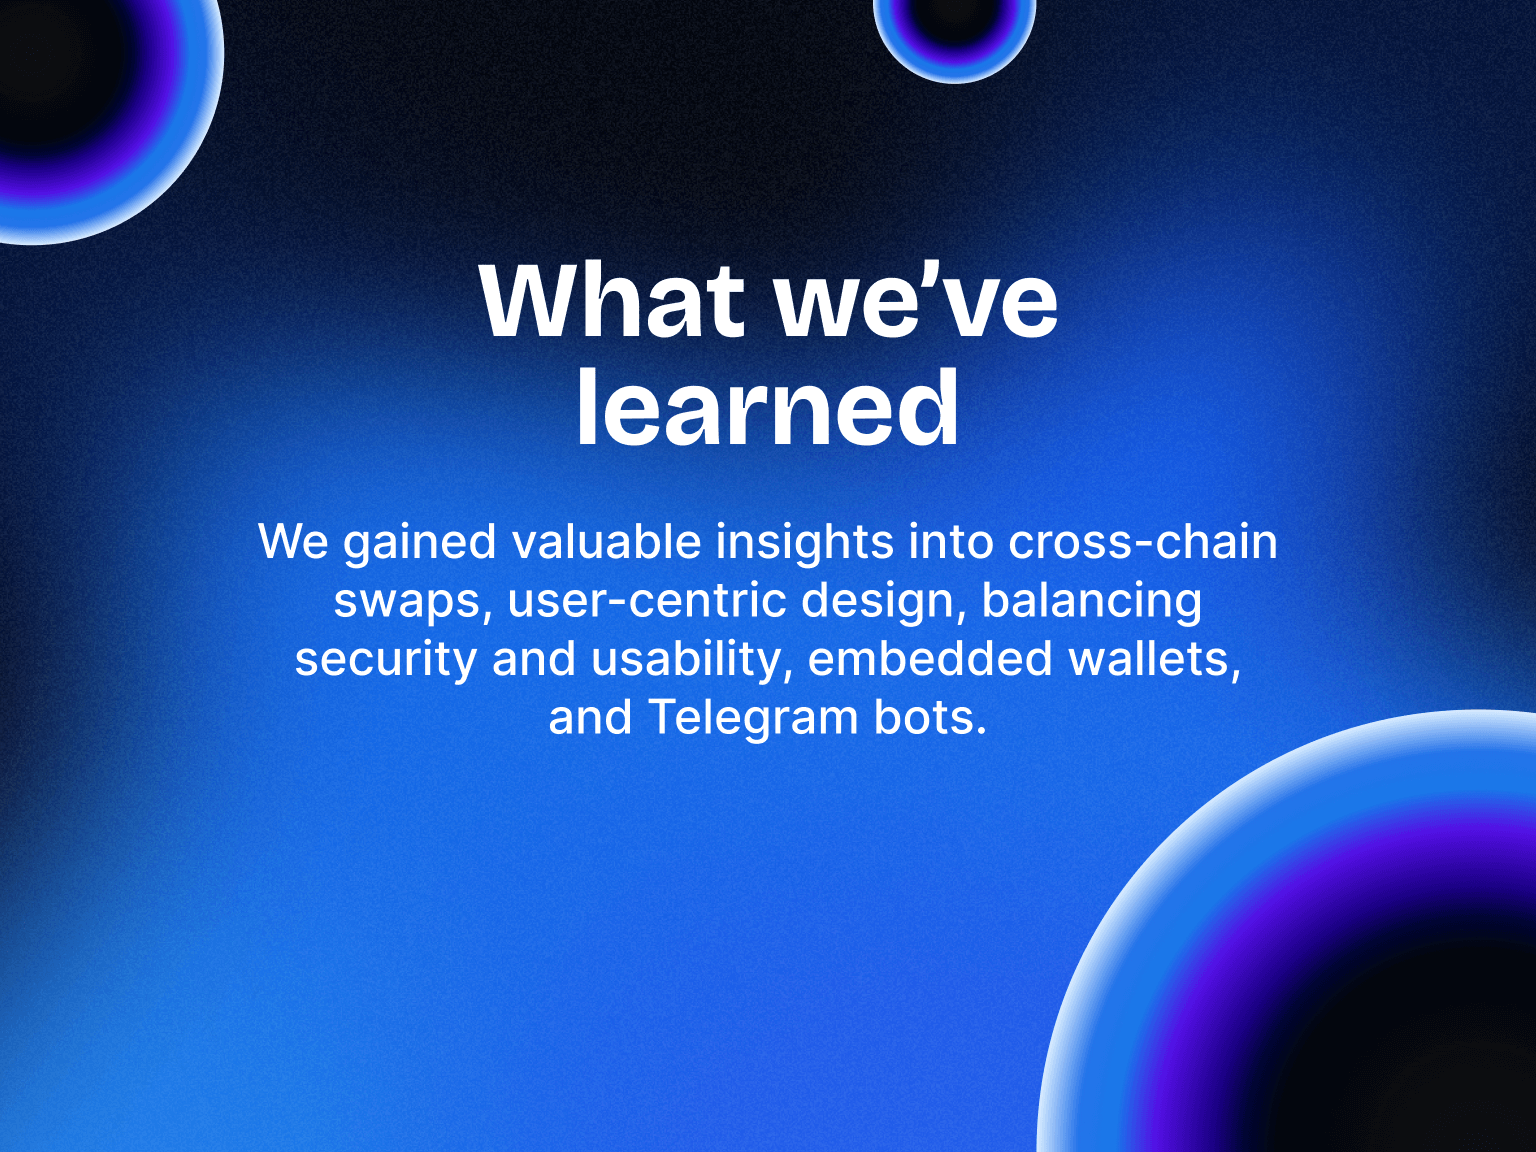 What we’ve
learned
We gained valuable insights into cross-chain
swaps, user-centric design, balancing
security and usability, embedded wallets,
and Telegram bots.